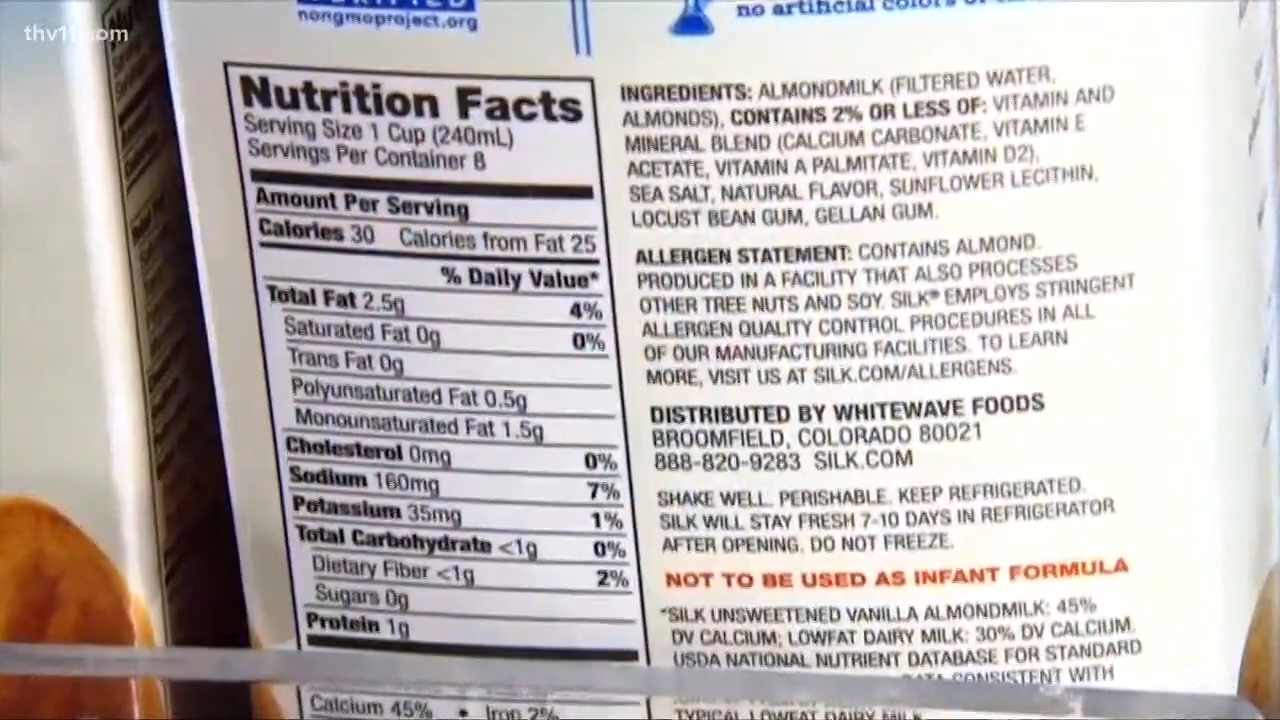 thv11.com
nongmoproject.org
no artificial colors
Nutrition Facts
Serving Size 1 Cup (240mL)
Servings Per Container 8
Amount Per Serving
Calories 30 Calories from Fat 25
% Daily Value*
Total Fat 2.5g 4%
Saturated Fat 0g 0%
Trans Fat 0g
Polyunsaturated Fat 0.5g
Monounsaturated Fat 1.5g
Cholesterol 0mg 0%
Sodium 160mg 7%
Potassium 35mg 1%
Total Carbohydrate <1g 0%
Dietary Fiber <1g 2%
Sugars 0g
Protein 1g
Calcium 45% • Iron 2%
INGREDIENTS: ALMONDMILK (FILTERED WATER,
ALMONDS), CONTAINS 2% OR LESS OF: VITAMIN AND
MINERAL BLEND (CALCIUM CARBONATE, VITAMIN E
ACETATE, VITAMIN A PALMITATE, VITAMIN D2),
SEA SALT, NATURAL FLAVOR, SUNFLOWER LECITHIN,
LOCUST BEAN GUM, GELLAN GUM.
ALLERGEN STATEMENT: CONTAINS ALMOND.
PRODUCED IN A FACILITY THAT ALSO PROCESSES
OTHER TREE NUTS AND SOY. SILK® EMPLOYS STRINGENT
ALLERGEN QUALITY CONTROL PROCEDURES IN ALL
OF OUR MANUFACTURING FACILITIES. TO LEARN
MORE, VISIT US AT SILK.COM/ALLERGENS.
DISTRIBUTED BY WHITEWAVE FOODS
BROOMFIELD, COLORADO 80021
888-820-9283 SILK.COM
SHAKE WELL. PERISHABLE. KEEP REFRIGERATED.
SILK WILL STAY FRESH 7-10 DAYS IN REFRIGERATOR
AFTER OPENING. DO NOT FREEZE.
NOT TO BE USED AS INFANT FORMULA
*SILK UNSWEETENED VANILLA ALMONDMILK: 45%
DV CALCIUM; LOWFAT DAIRY MILK: 30% DV CALCIUM.
USDA NATIONAL NUTRIENT DATABASE FOR STANDARD
CONSISTENT WITH
TYPICAL LOWFAT DAIRY MILK